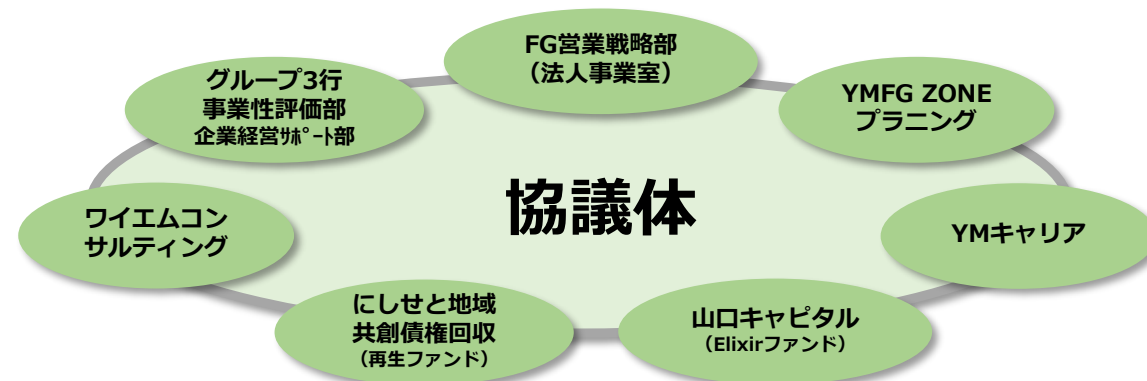 FG営業戦略部
（法人事業室）
グループ3行
事業性評価部
企業経営ｻﾎﾟｰﾄ部
YMFG ZONE
プラニング
協議体
ワイエムコン
サルティング
YMキャリア
にしせと地域
共創債権回収
（再生ファンド）
山口キャピタル
（Elixirファンド）